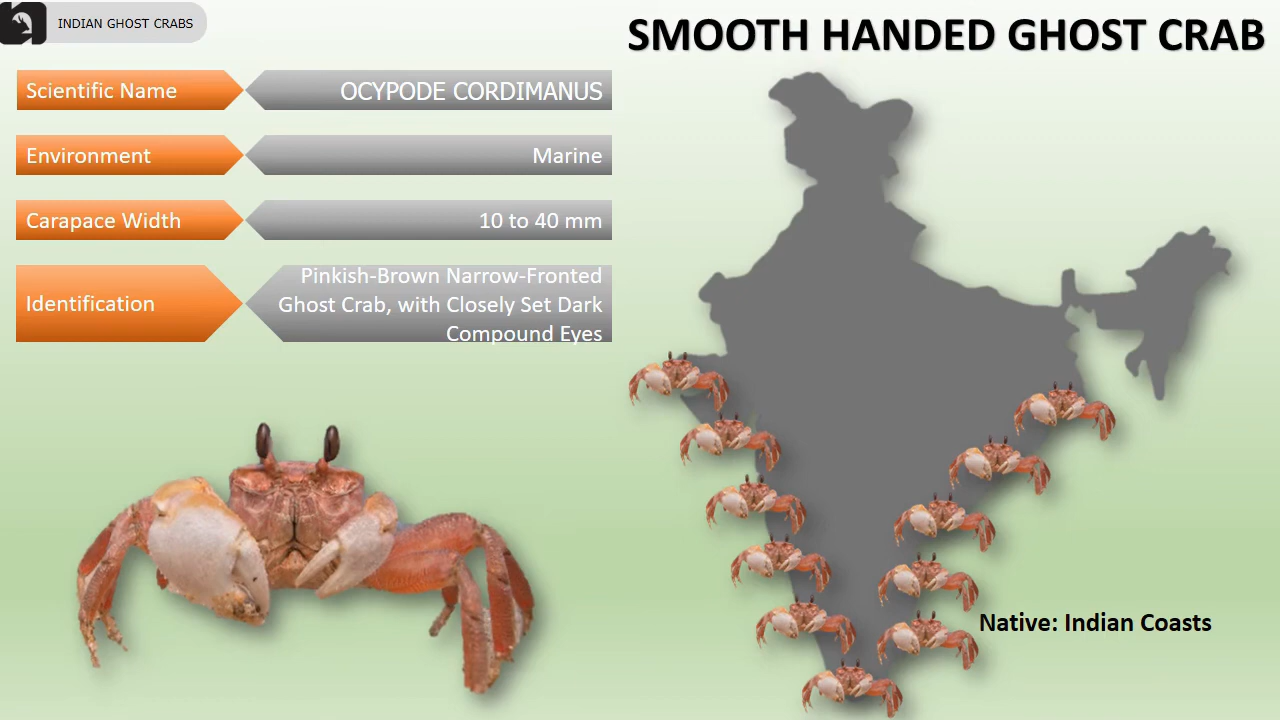 INDIAN GHOST CRABS
SMOOTH HANDED GHOST CRAB
Scientific Name
OCYPODE CORDIMANUS
Environment
Marine
Carapace Width
10 to 40 mm
Identification
Pinkish-Brown Narrow-Fronted
Ghost Crab, with Closely Set Dark
Compound Eyes
Native: Indian Coasts